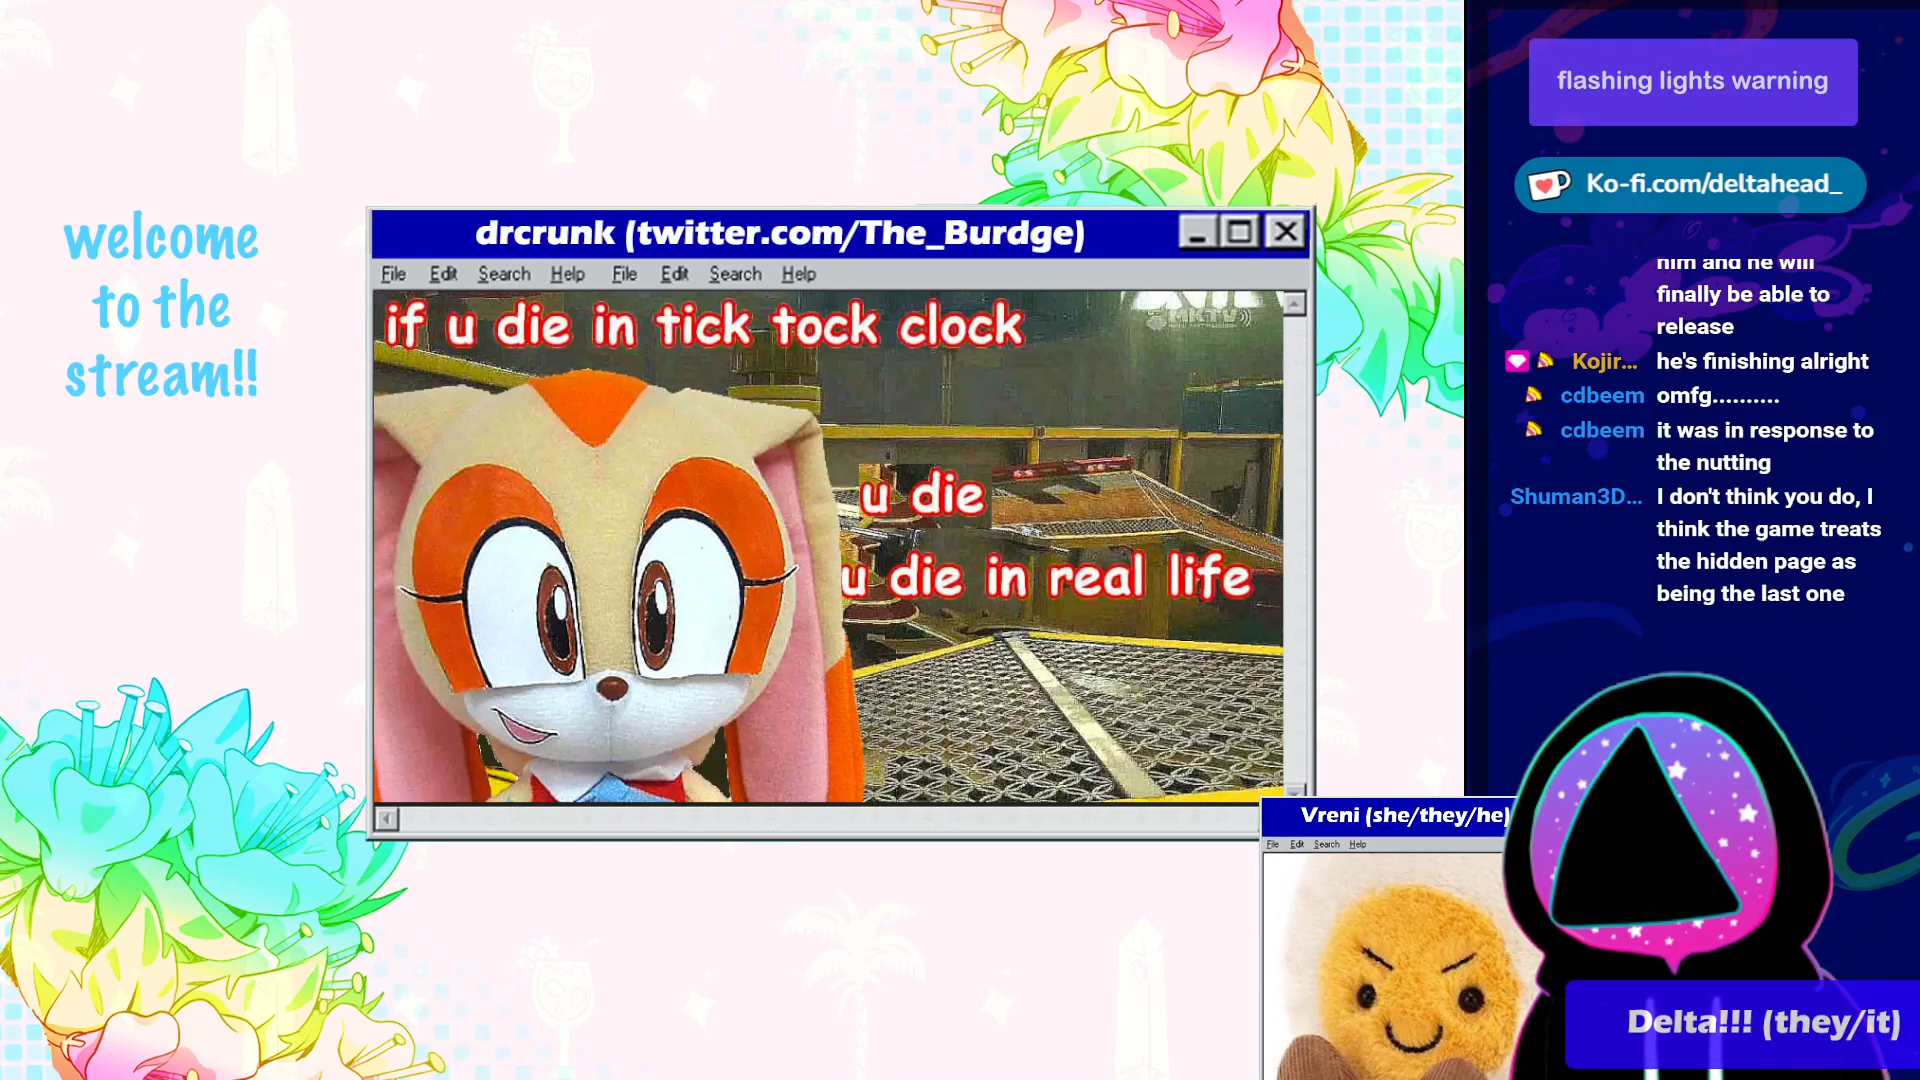 welcome
to the
stream!!
drcrunk (twitter.com/The_Burdge)
File Edit Search Help File Edit Search Help
if u die in tick tock clock
MKTV
u die
u die in real life
flashing lights warning
Ko-fi.com/deltahead_
him and he will
finally be able to
release
Kojir... he's finishing alright
cdbeem omfg..........
cdbeem it was in response to
the nutting
Shuman3D... I don't think you do, I
think the game treats
the hidden page as
being the last one
Vreni (she/they/he)
File Edit Search Help
Delta!!! (they/it)